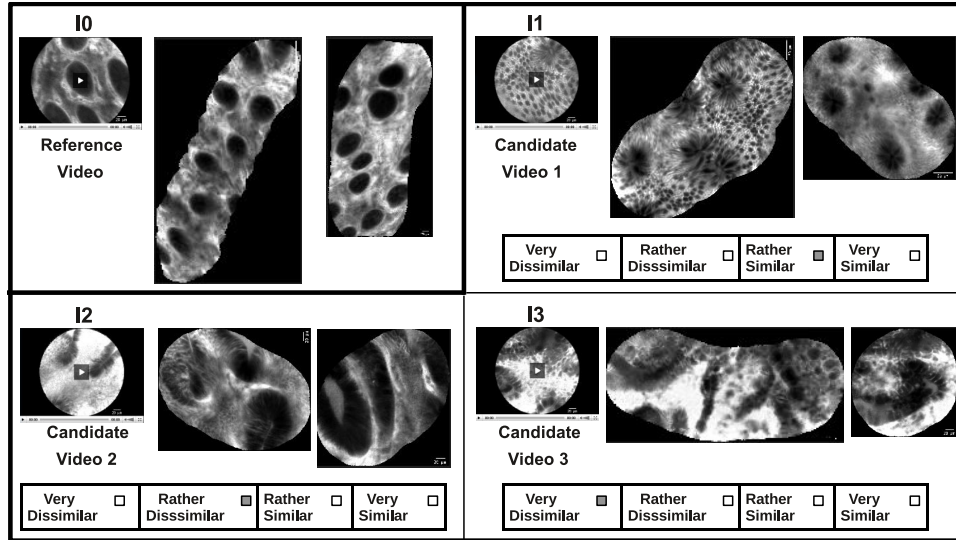 I0
Reference
Video
I1
Candidate
Video 1
Very
Dissimilar
Rather
Disssimilar
Rather
Similar
Very
Similar
I2
Candidate
Video 2
Very
Dissimilar
Rather
Disssimilar
Rather
Similar
Very
Similar
I3
Candidate
Video 3
Very
Dissimilar
Rather
Disssimilar
Rather
Similar
Very
Similar